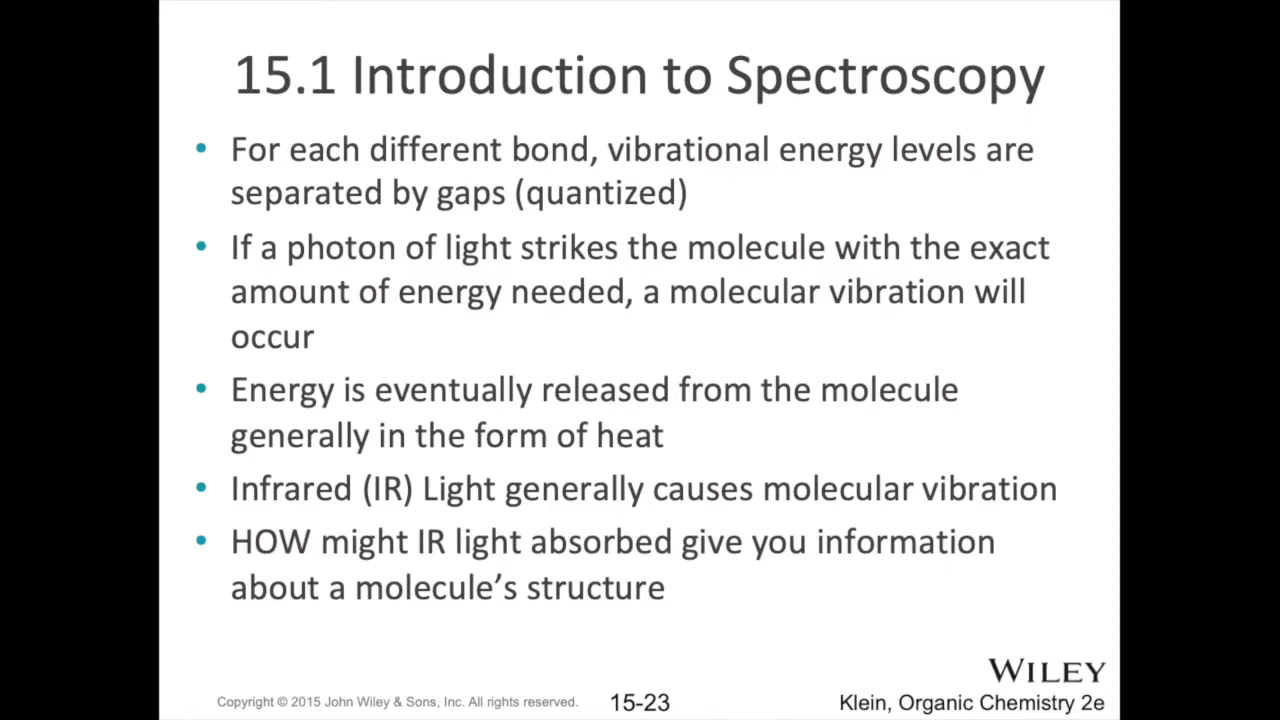 15.1 Introduction to Spectroscopy
• For each different bond, vibrational energy levels are
separated by gaps (quantized)
• If a photon of light strikes the molecule with the exact
amount of energy needed, a molecular vibration will
occur
• Energy is eventually released from the molecule
generally in the form of heat
• Infrared (IR) Light generally causes molecular vibration
• HOW might IR light absorbed give you information
about a molecule’s structure
WILEY
Copyright © 2015 John Wiley & Sons, Inc. All rights reserved.
15-23
Klein, Organic Chemistry 2e